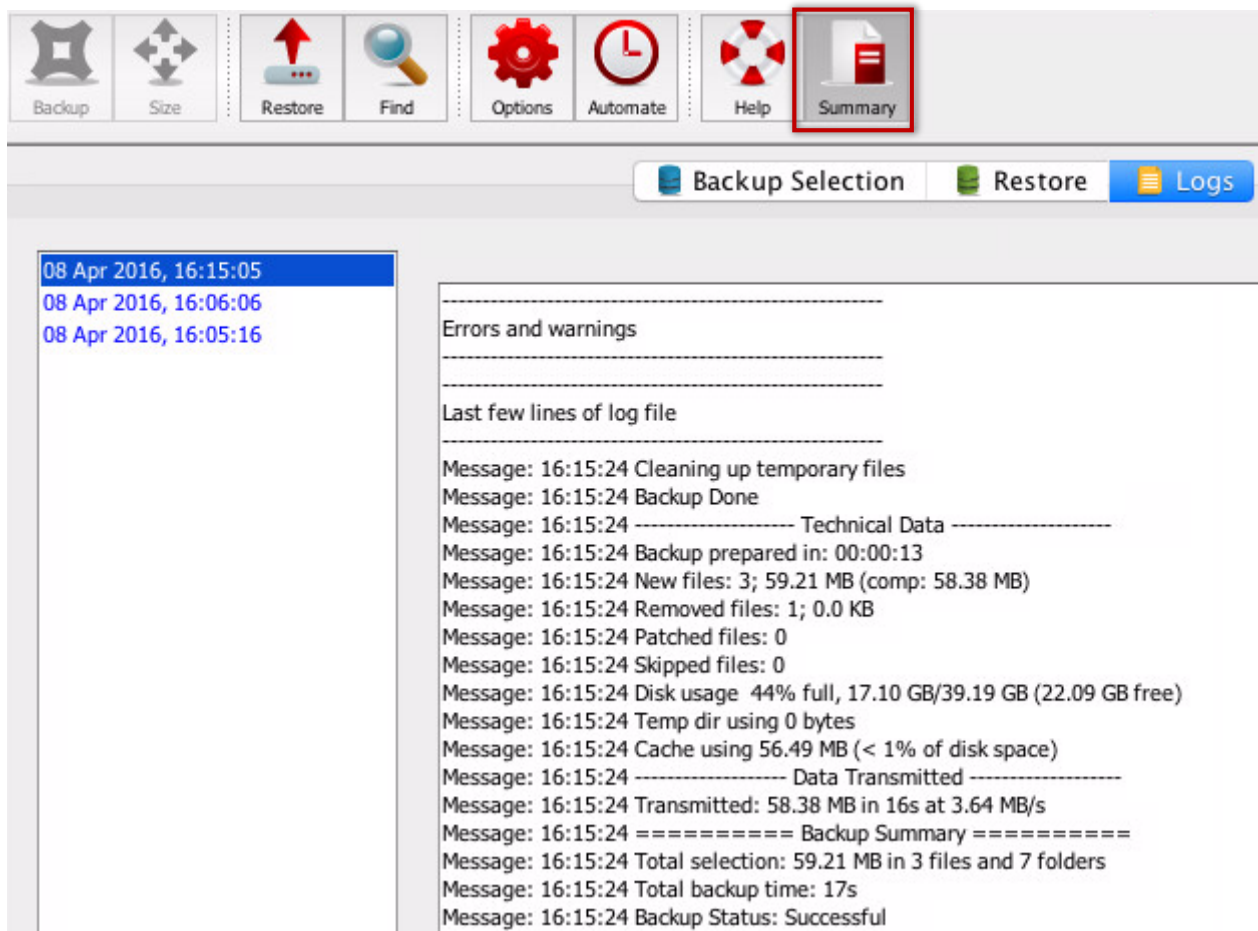 Backup Size Restore Find Options Automate Help Summary
Backup Selection Restore Logs
08 Apr 2016, 16:15:05
08 Apr 2016, 16:06:06
08 Apr 2016, 16:05:16
-------------------------------------------------------
Errors and warnings
-------------------------------------------------------
-------------------------------------------------------
Last few lines of log file
-------------------------------------------------------
Message: 16:15:24 Cleaning up temporary files
Message: 16:15:24 Backup Done
Message: 16:15:24 -------------------- Technical Data --------------------
Message: 16:15:24 Backup prepared in: 00:00:13
Message: 16:15:24 New files: 3; 59.21 MB (comp: 58.38 MB)
Message: 16:15:24 Removed files: 1; 0.0 KB
Message: 16:15:24 Patched files: 0
Message: 16:15:24 Skipped files: 0
Message: 16:15:24 Disk usage  44% full, 17.10 GB/39.19 GB (22.09 GB free)
Message: 16:15:24 Temp dir using 0 bytes
Message: 16:15:24 Cache using 56.49 MB (< 1% of disk space)
Message: 16:15:24 ------------------- Data Transmitted -------------------
Message: 16:15:24 Transmitted: 58.38 MB in 16s at 3.64 MB/s
Message: 16:15:24 ========== Backup Summary ==========
Message: 16:15:24 Total selection: 59.21 MB in 3 files and 7 folders
Message: 16:15:24 Total backup time: 17s
Message: 16:15:24 Backup Status: Successful